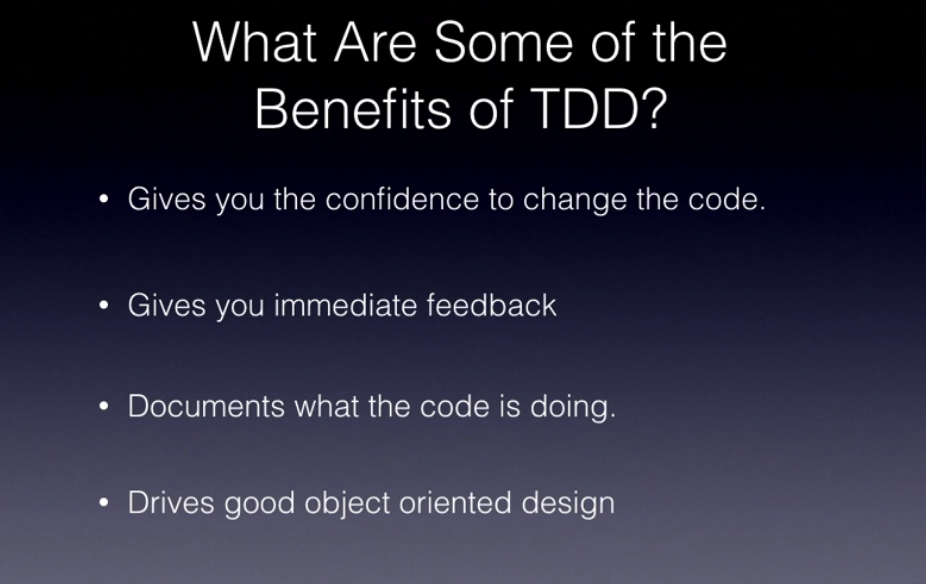 What Are Some of the
Benefits of TDD?
• Gives you the confidence to change the code.
• Gives you immediate feedback
• Documents what the code is doing.
• Drives good object oriented design